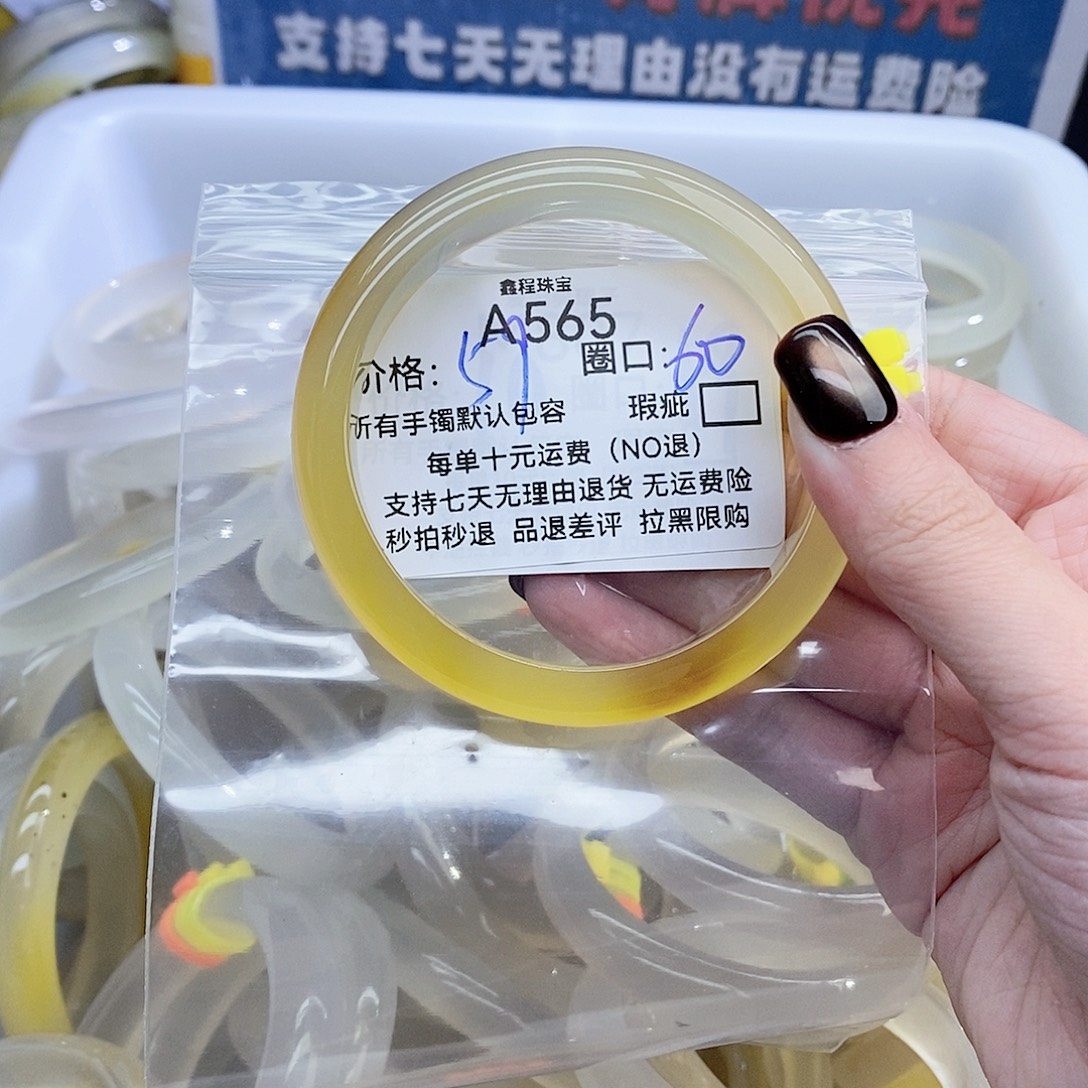 支持七天无理由没有运费险
鑫程珠宝
A565
价格：59 圈口：60
所有手镯默认包容 瑕疵
每单十元运费（NO退）
支持七天无理由退货 无运费险
秒拍秒退 品退差评 拉黑限购